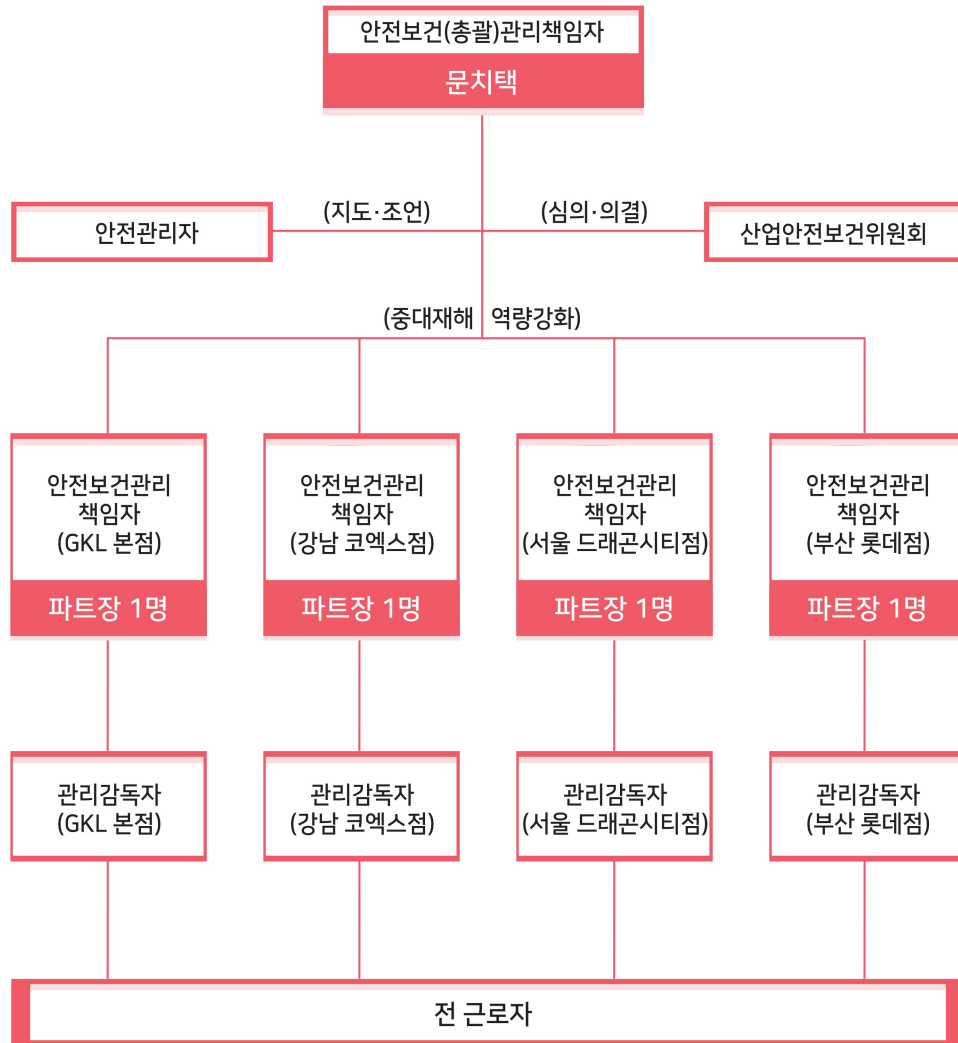 안전보건(총괄)관리책임자
문치택
(지도·조언)
(심의·의결)
안전관리자
산업안전보건위원회
(중대재해 역량강화)
안전보건관리
책임자
(GKL 본점)
파트장 1명
안전보건관리
책임자
(강남 코엑스점)
파트장 1명
안전보건관리
책임자
(서울 드래곤시티점)
파트장 1명
안전보건관리
책임자
(부산 롯데점)
파트장 1명
관리감독자
(GKL 본점)
관리감독자
(강남 코엑스점)
관리감독자
(서울 드래곤시티점)
관리감독자
(부산 롯데점)
전 근로자